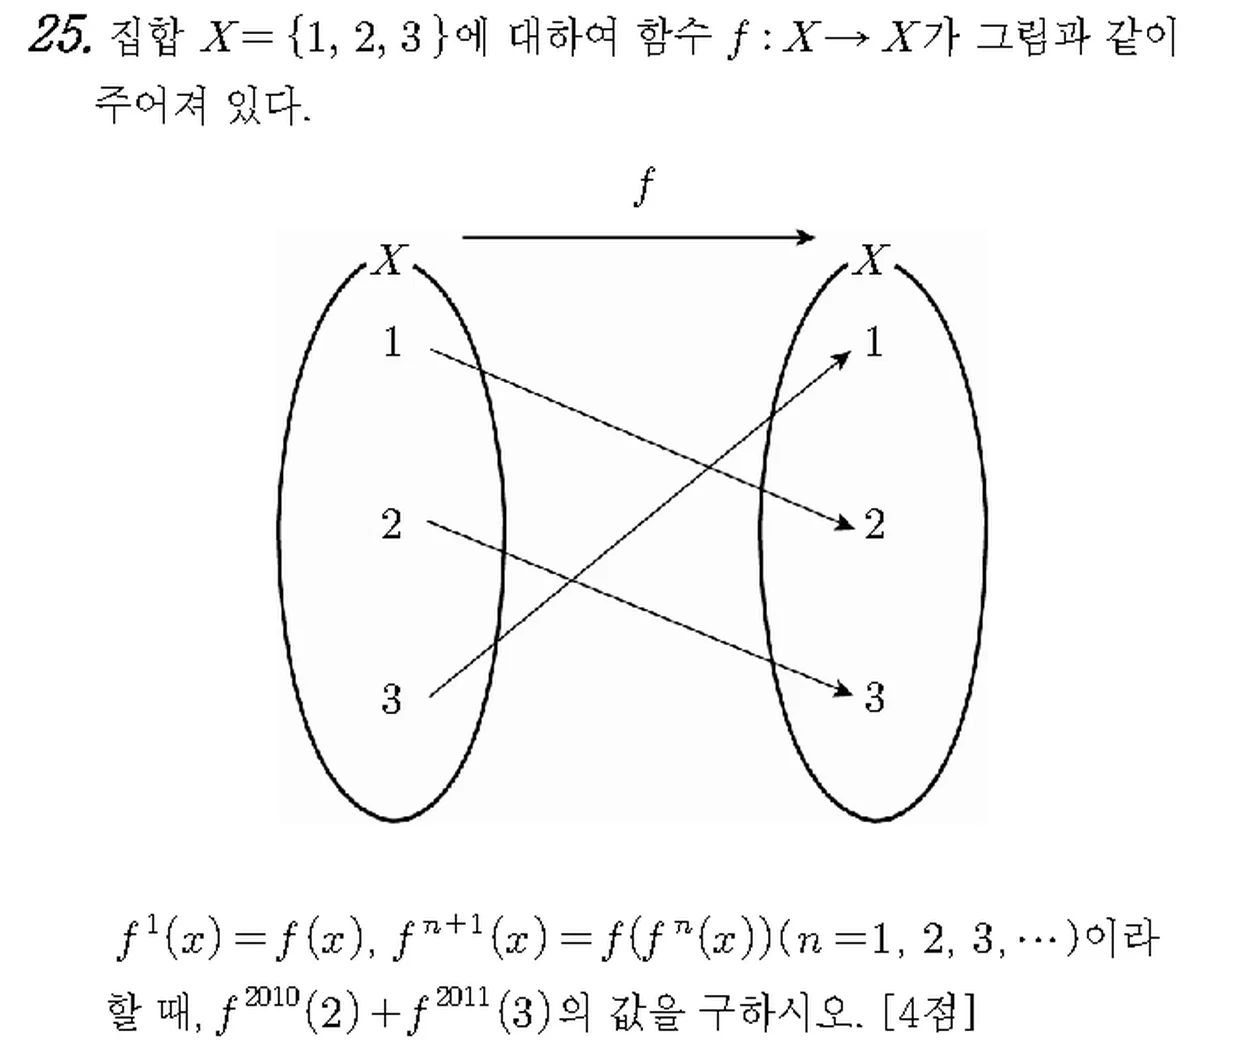 25. 집합 X= {1, 2, 3 }에 대하여 함수 f : X→ X가 그림과 같이
주어져 있다.
f
X X
1 1
2 2
3 3
f¹(x) = f(x), fⁿ⁺¹(x) = f(fⁿ(x))(n =1, 2, 3, ⋯)이라
할 때, f²⁰¹⁰(2) + f²⁰¹¹(3)의 값을 구하시오. [4점]